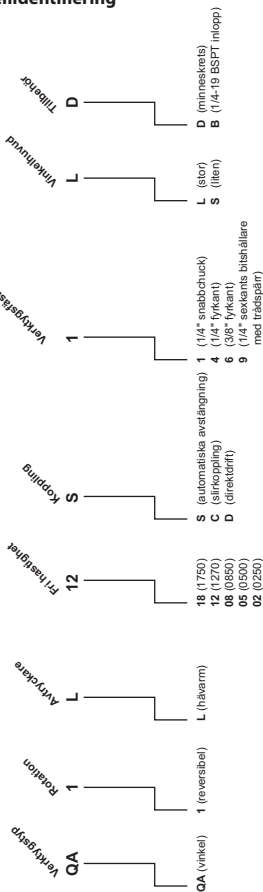 Verktygstyp
QA
QA (vinkel)
Rotation
1
1 (reversibel)
Avtryckare
L
L (hävarm)
Fri hastighet
12
18 (1750)
12 (1270)
08 (0850)
05 (0500)
02 (0250)
Koppling
S
S (automatiska avstängning)
C (slirkoppling)
D (direktdrift)
1
1 (1/4" snabbchuck)
4 (1/4" fyrkant)
6 (3/8" fyrkant)
9 (1/4" sexkants bitshållare
med trådspärr)
Vinkelhuvud
L
L (stor)
S (liten)
Tillbehör
D
D (minneskrets)
B (1/4-19 BSPT inlopp)